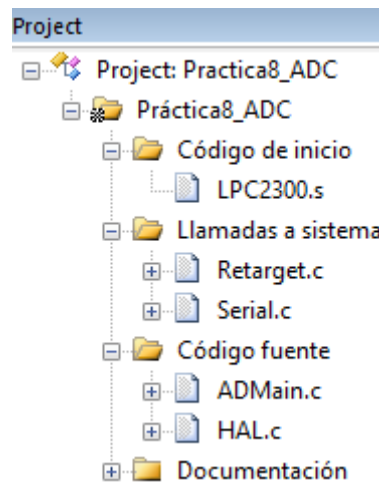 Project
Project: Practica8_ADC
Práctica8_ADC
Código de inicio
LPC2300.s
Llamadas a sistema
Retarget.c
Serial.c
Código fuente
ADMain.c
HAL.c
Documentación